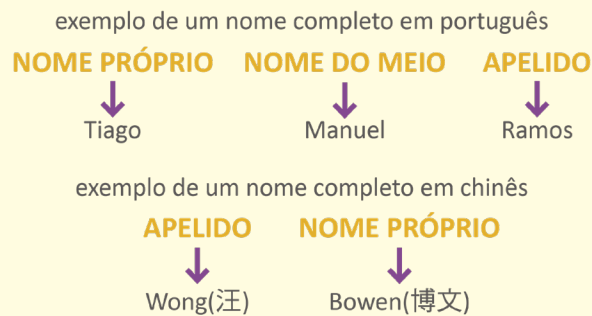 exemplo de um nome completo em português
NOME PRÓPRIO NOME DO MEIO APELIDO
Tiago Manuel Ramos
exemplo de um nome completo em chinês
APELIDO NOME PRÓPRIO
Wong(汪) Bowen(博文)